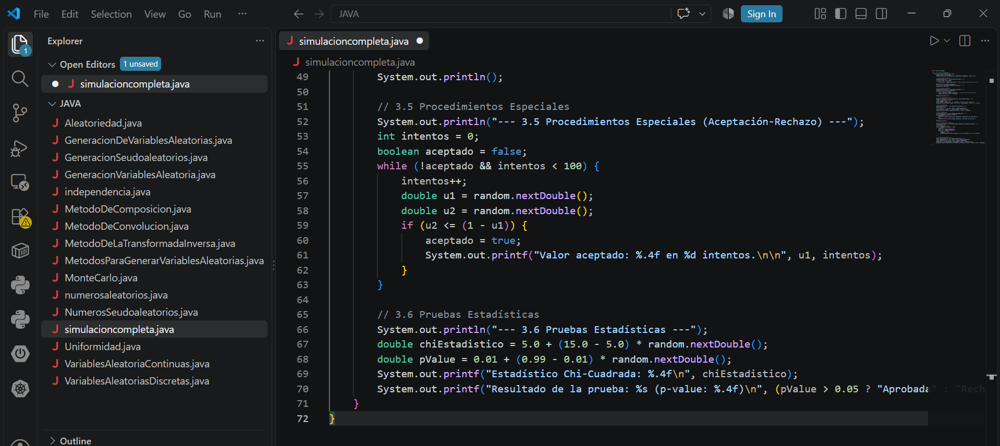 File Edit Selection View Go Run ···
JAVA
Sign In
Explorer
Open Editors 1 unsaved
simulacioncompleta.java
JAVA
Aleatoriedad.java
GeneracionDeVariablesAleatorias.java
GeneracionSeudoaleatorios.java
GeneracionVariablesAleatoria.java
independencia.java
MetodoDeComposicion.java
MetodoDeConvolucion.java
MetodoDeLaTransformadaInversa.java
MetodosParaGenerarVariablesAleatorias.java
MonteCarlo.java
numerosaleatorios.java
NumerosSeudoaleatorios.java
simulacioncompleta.java
Uniformidad.java
VariablesAleatoriaContinuas.java
VariablesAleatoriasDiscretas.java
Outline
1
simulacioncompleta.java
simulacioncompleta.java
49 System.out.println();
50
51 // 3.5 Procedimientos Especiales
52 System.out.println("--- 3.5 Procedimientos Especiales (Aceptación-Rechazo) ---");
53 int intentos = 0;
54 boolean aceptado = false;
55 while (!aceptado && intentos < 100) {
56 intentos++;
57 double u1 = random.nextDouble();
58 double u2 = random.nextDouble();
59 if (u2 <= (1 - u1)) {
60 aceptado = true;
61 System.out.printf("Valor aceptado: %.4f en %d intentos.\n\n", u1, intentos);
62 }
63 }
64
65 // 3.6 Pruebas Estadísticas
66 System.out.println("--- 3.6 Pruebas Estadísticas ---");
67 double chiEstadistico = 5.0 + (15.0 - 5.0) * random.nextDouble();
68 double pValue = 0.01 + (0.99 - 0.01) * random.nextDouble();
69 System.out.printf("Estadístico Chi-Cuadrada: %.4f\n", chiEstadistico);
70 System.out.printf("Resultado de la prueba: %s (p-value: %.4f)\n", (pValue > 0.05 ? "Aprobada" : "Rech
71 }
72 }